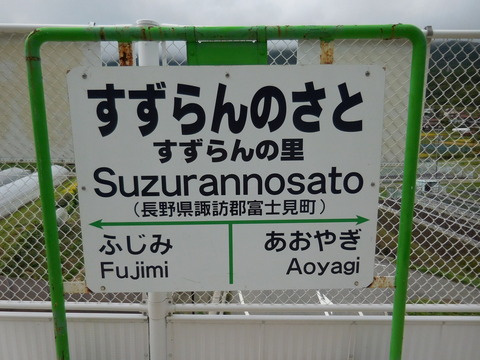 すずらんのさと
すずらんの里
Suzurannosato
（長野県諏訪郡富士見町）
ふじみ あおやぎ
Fujimi Aoyagi